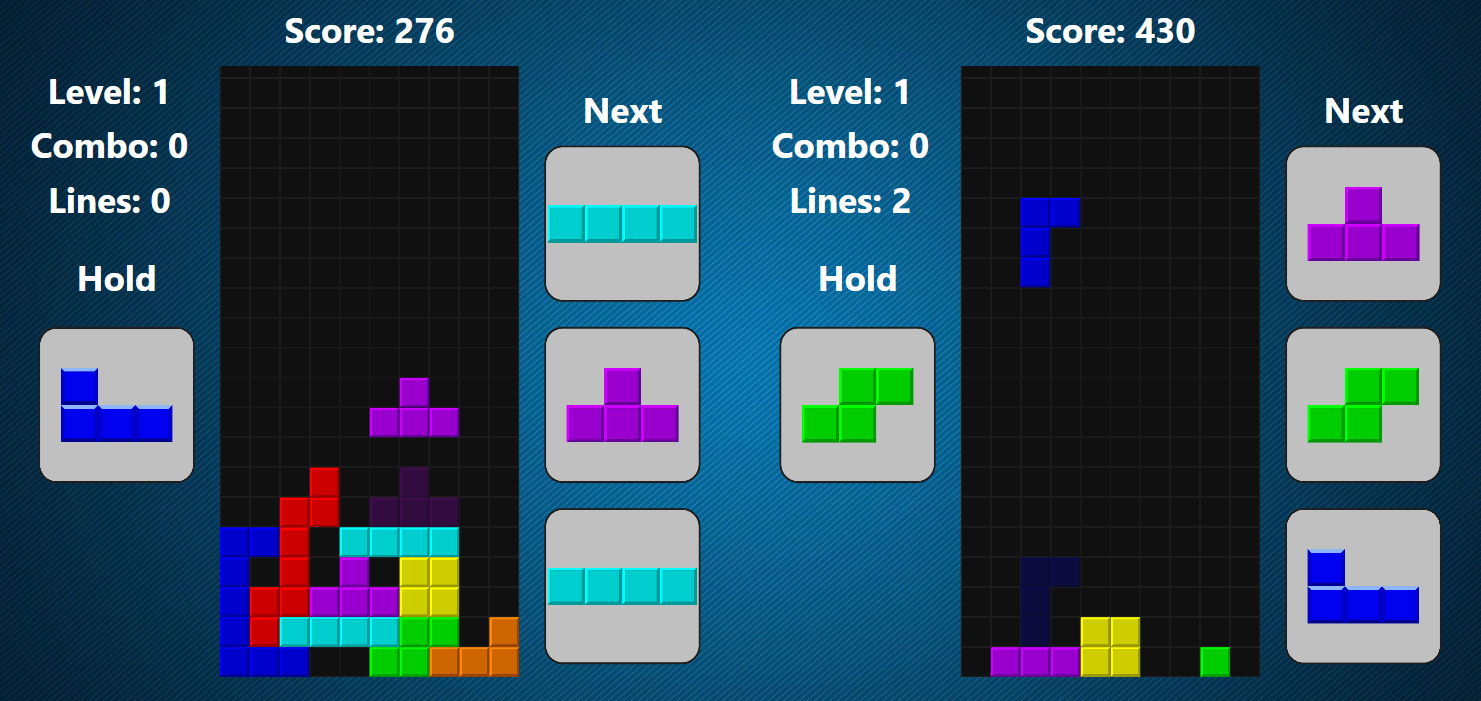 Score: 276
Level: 1
Combo: 0
Lines: 0
Hold
Next
Score: 430
Level: 1
Combo: 0
Lines: 2
Hold
Next